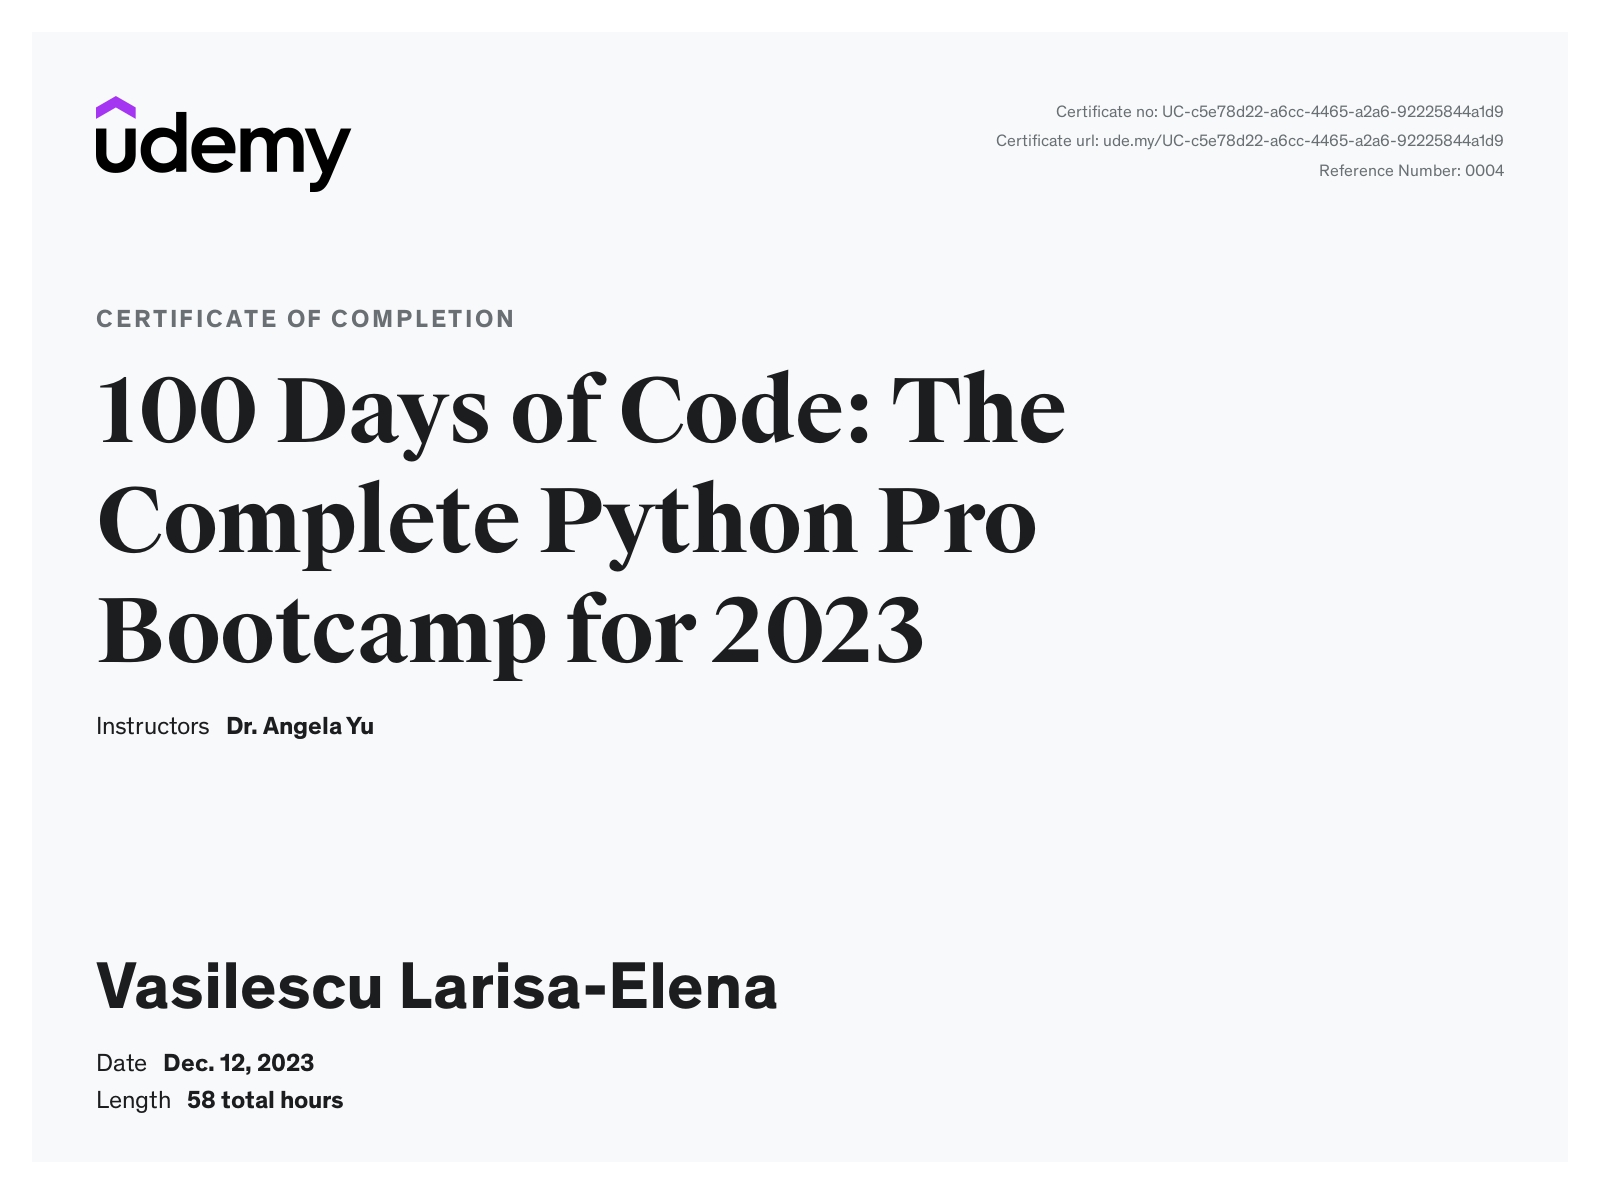 udemy
Certificate no: UC-c5e78d22-a6cc-4465-a2a6-92225844a1d9
Certificate url: ude.my/UC-c5e78d22-a6cc-4465-a2a6-92225844a1d9
Reference Number: 0004
CERTIFICATE OF COMPLETION
100 Days of Code: The
Complete Python Pro
Bootcamp for 2023
Instructors Dr. Angela Yu
Vasilescu Larisa-Elena
Date Dec. 12, 2023
Length 58 total hours